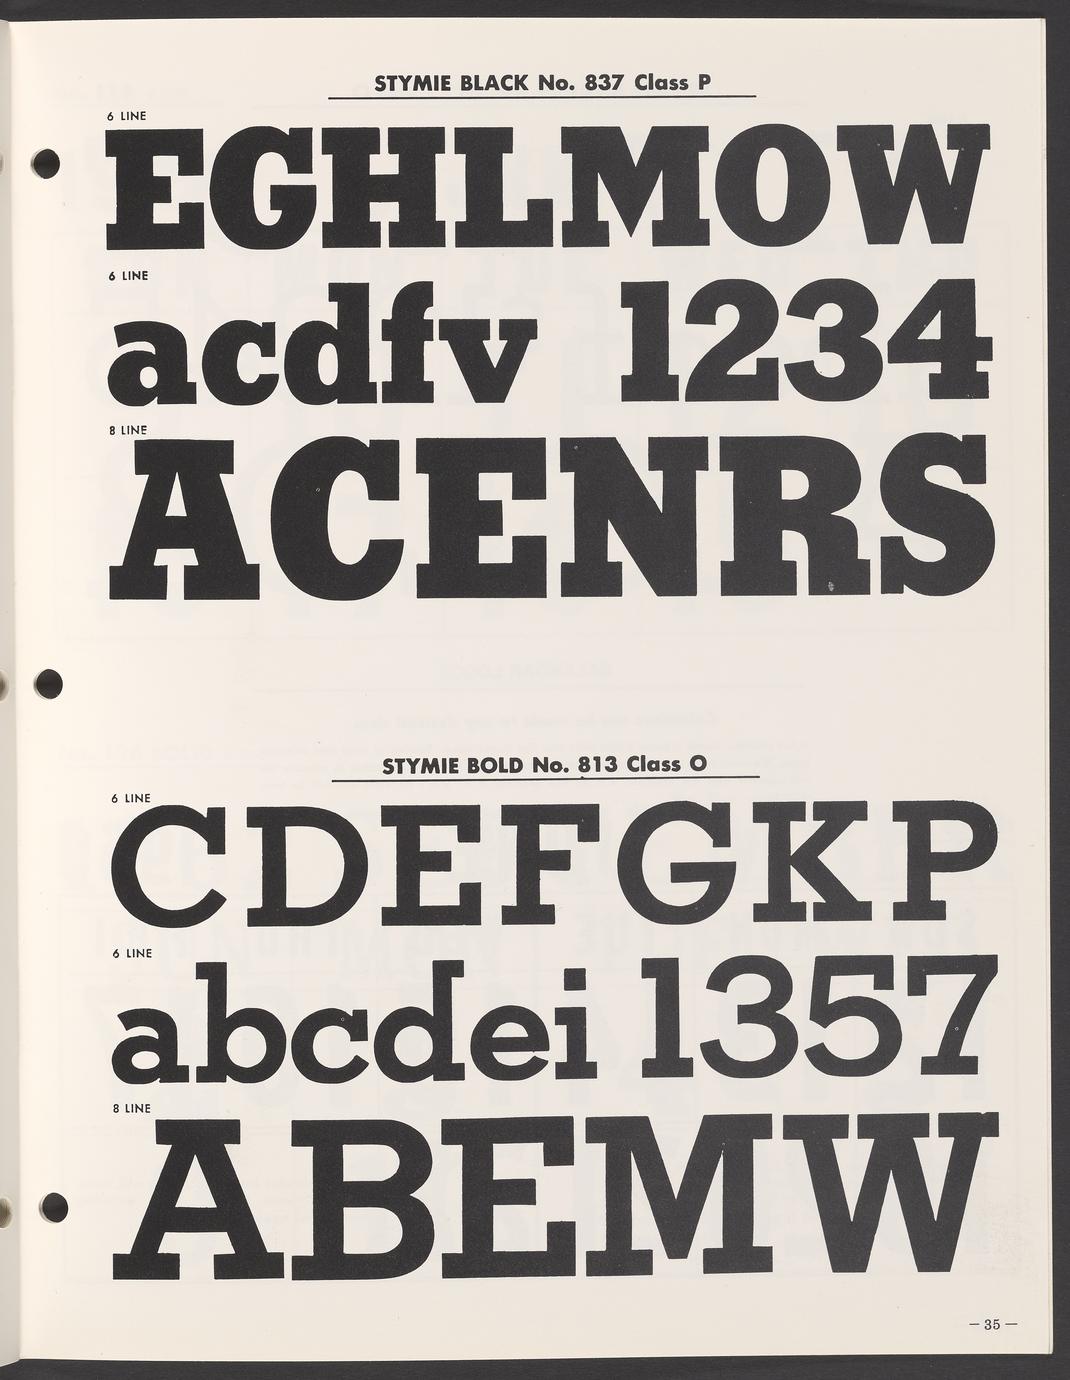 STYMIE BLACK No. 837 Class P
6 LINE
EGHLMOW
6 LINE
acdfv 1234
8 LINE
ACENRS
STYMIE BOLD No. 813 Class O
6 LINE
CDEFGKP
6 LINE
abcdei 1357
8 LINE
ABEMW
— 35 —